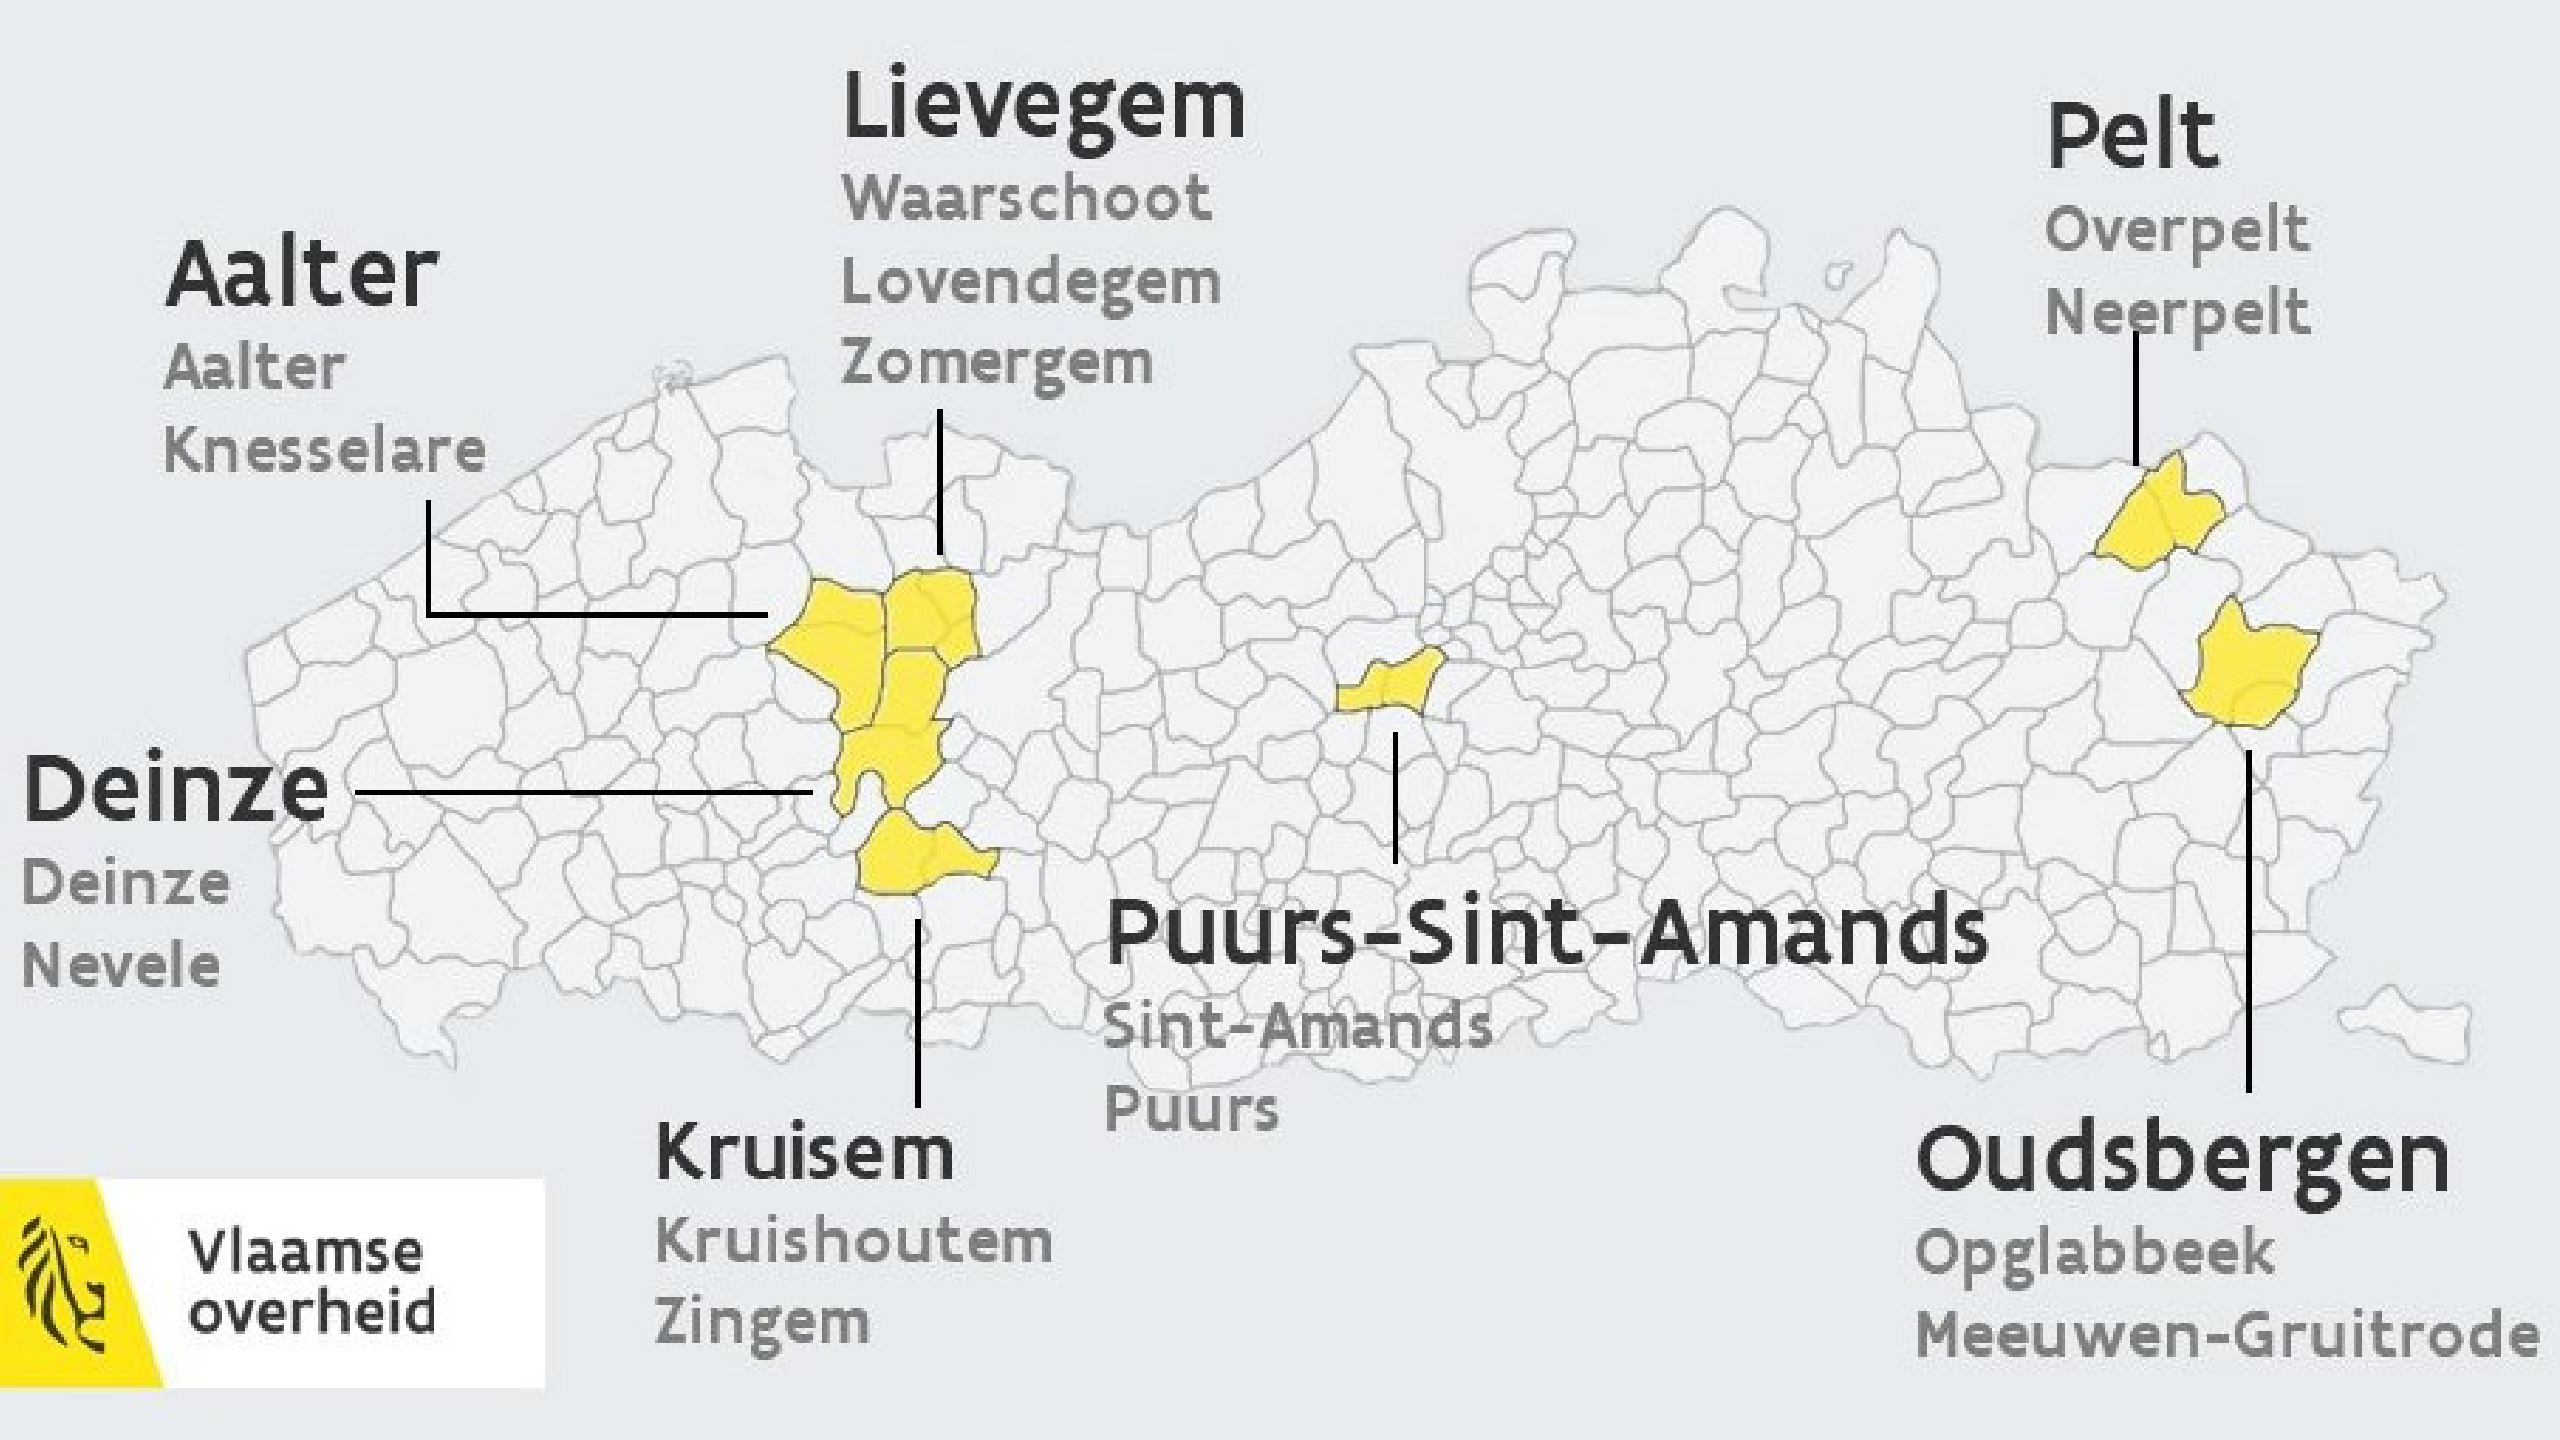 Lievegem
Waarschoot
Lovendegem
Zomergem
Pelt
Overpelt
Neerpelt
Aalter
Aalter
Knesselare
Deinze
Deinze
Nevele
Puurs-Sint-Amands
Sint-Amands
Puurs
Kruisem
Kruishoutem
Zingem
Oudsbergen
Opglabbeek
Meeuwen-Gruitrode
Vlaamse
overheid